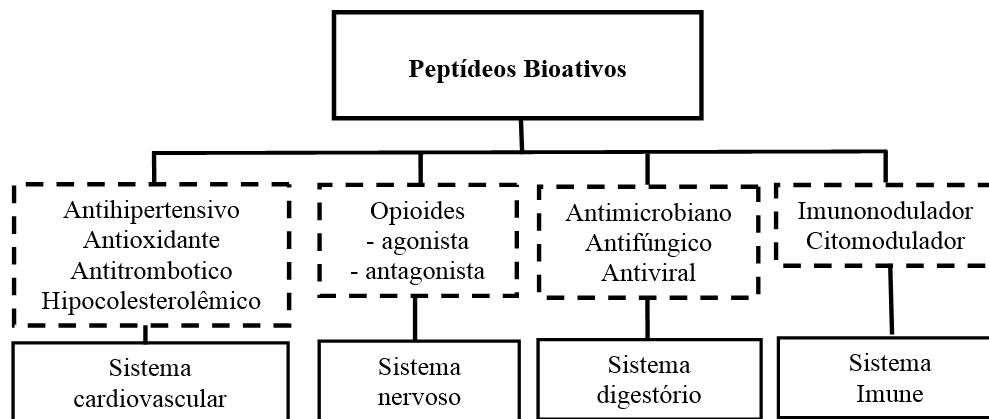 Peptídeos Bioativos
Antihipertensivo
Antioxidante
Antitrombotico
Hipocolesterolêmico
Opioides
- agonista
- antagonista
Antimicrobiano
Antifúngico
Antiviral
Imunonodulador
Citomodulador
Sistema
cardiovascular
Sistema
nervoso
Sistema
digestório
Sistema
Imune